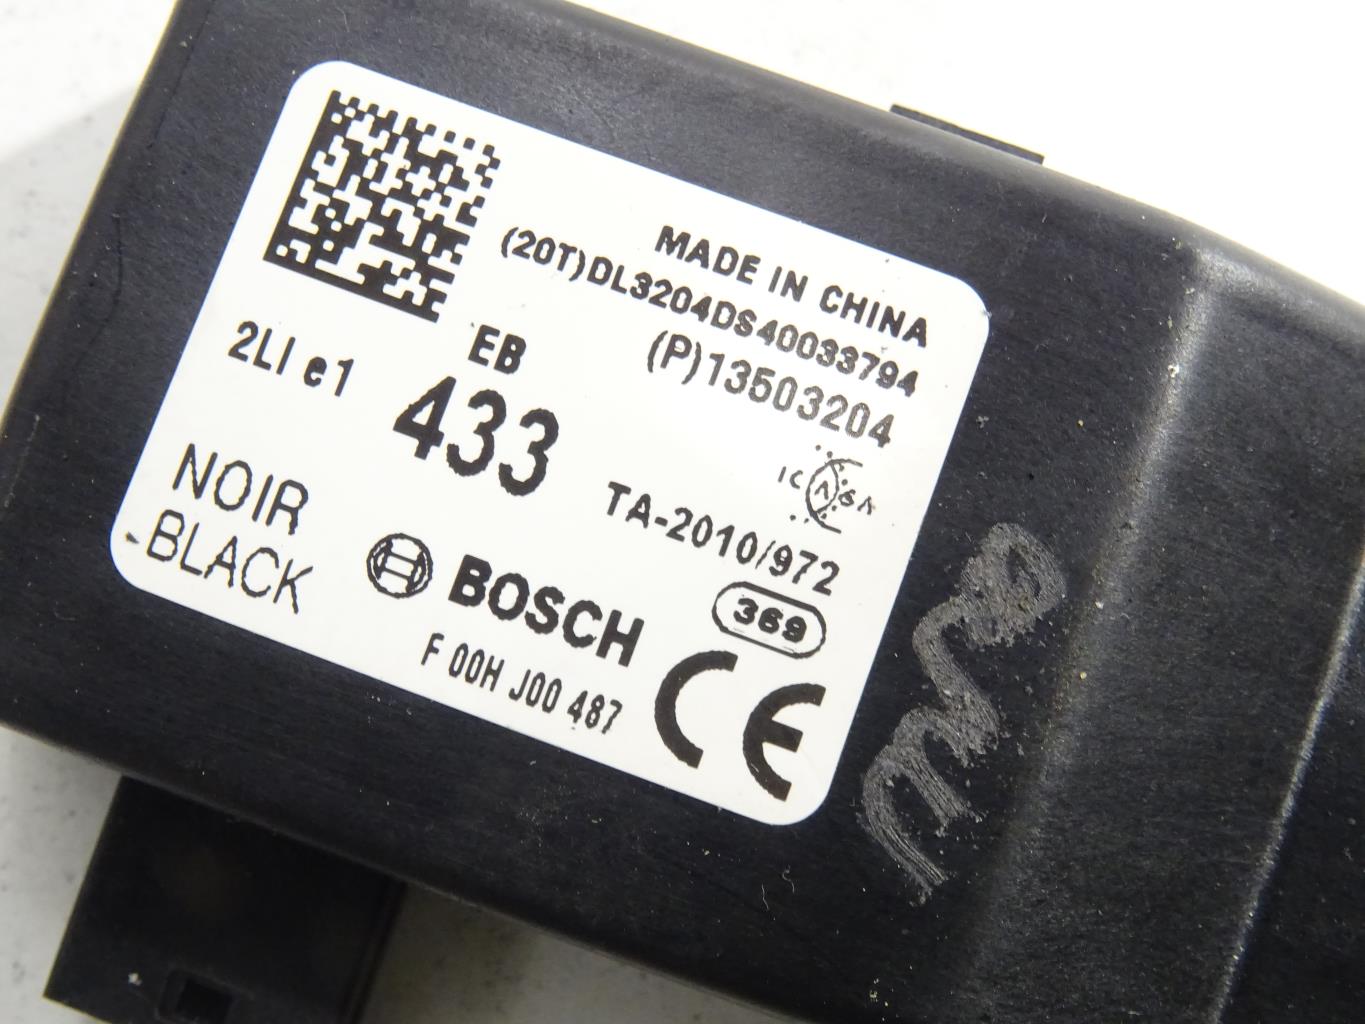 MADE IN CHINA
(20T)DL3204DS40033794
(P)13503204
EB
2LI e1
433
TA-2010/972
ICASA
NOIR
BLACK
BOSCH
369
F 00H J00 487
CE